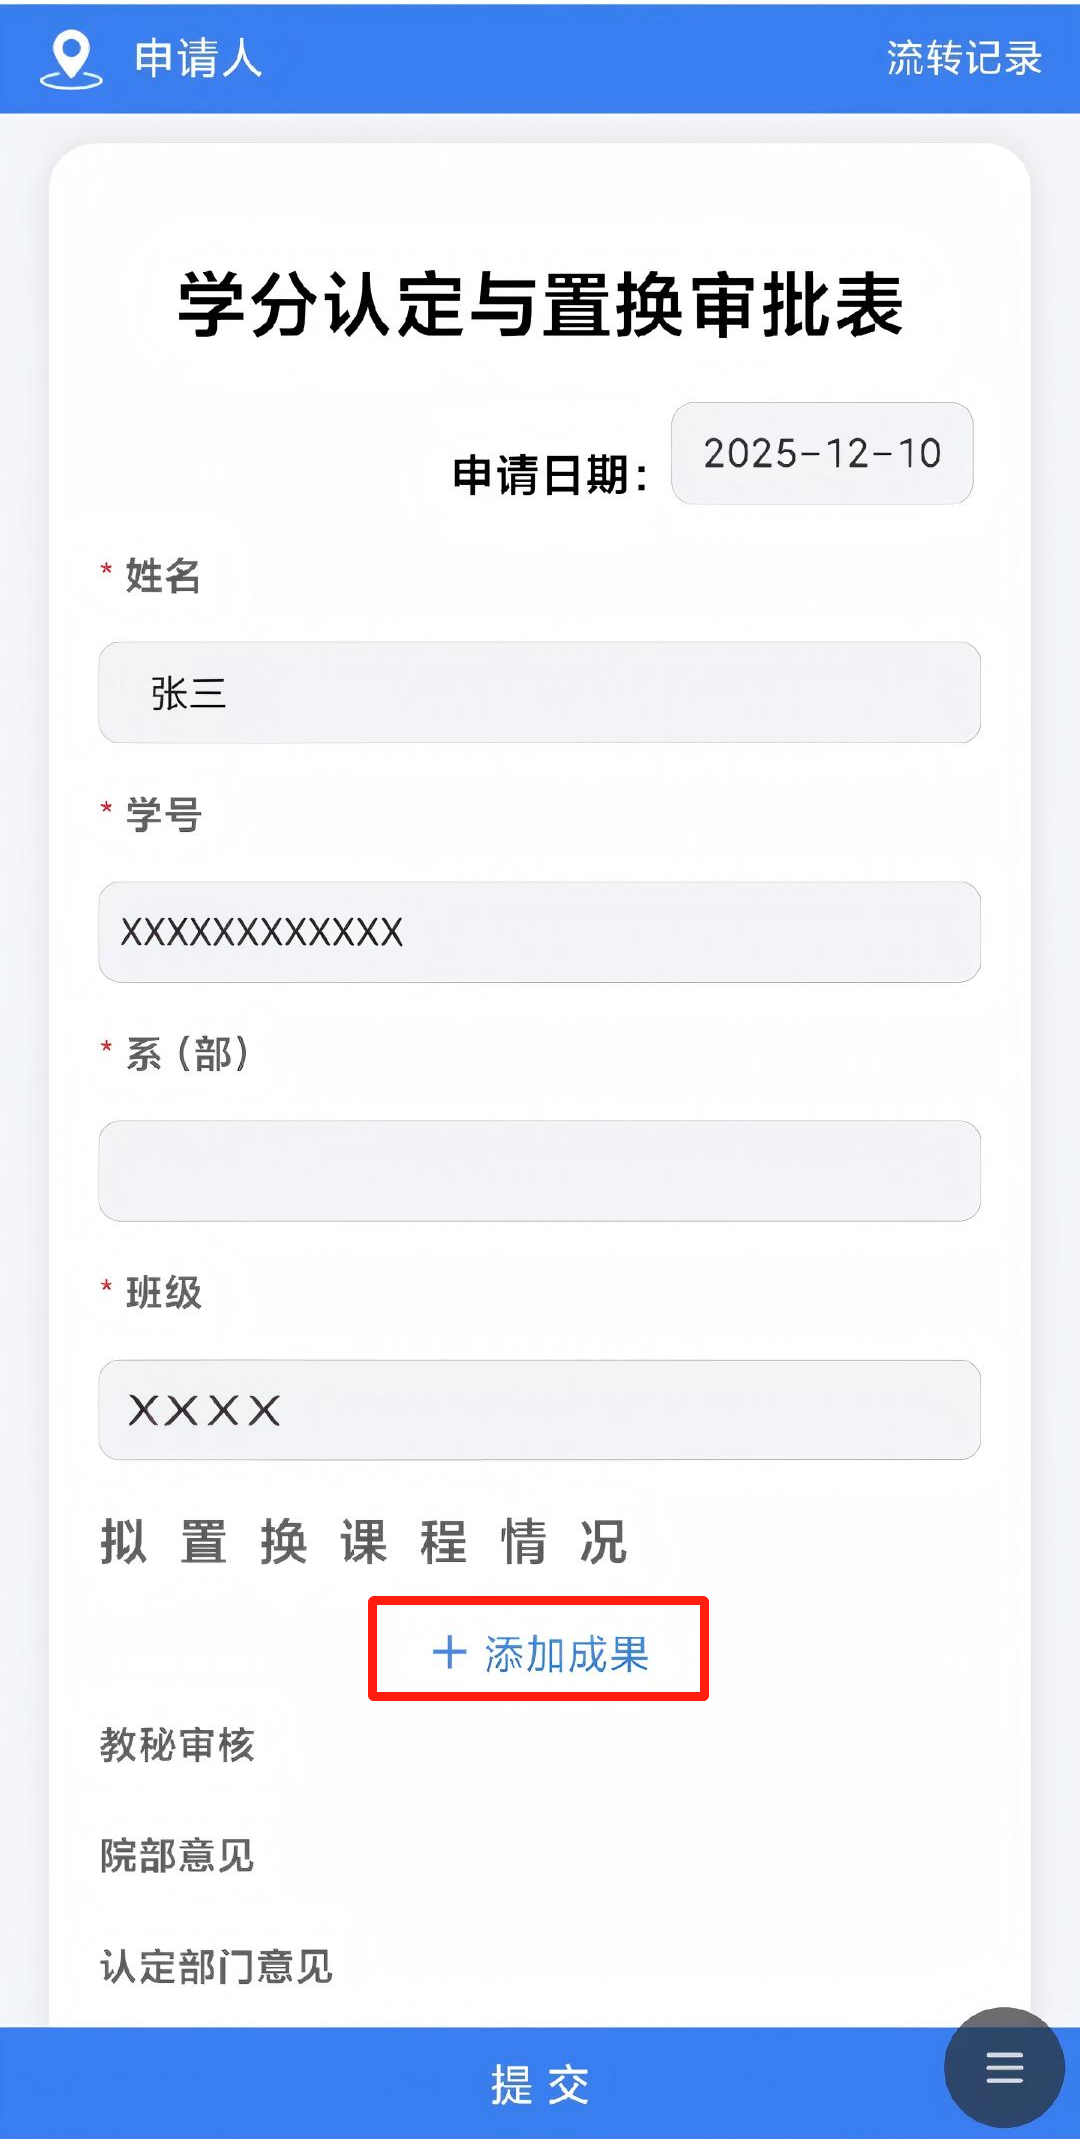 申请人
流转记录
学分认定与置换审批表
申请日期：
2025-12-10
* 姓名
张三
* 学号
XXXXXXXXXXXX
* 系（部）
* 班级
XXXX
拟置换课程情况
+ 添加成果
教秘审核
院部意见
认定部门意见
提交